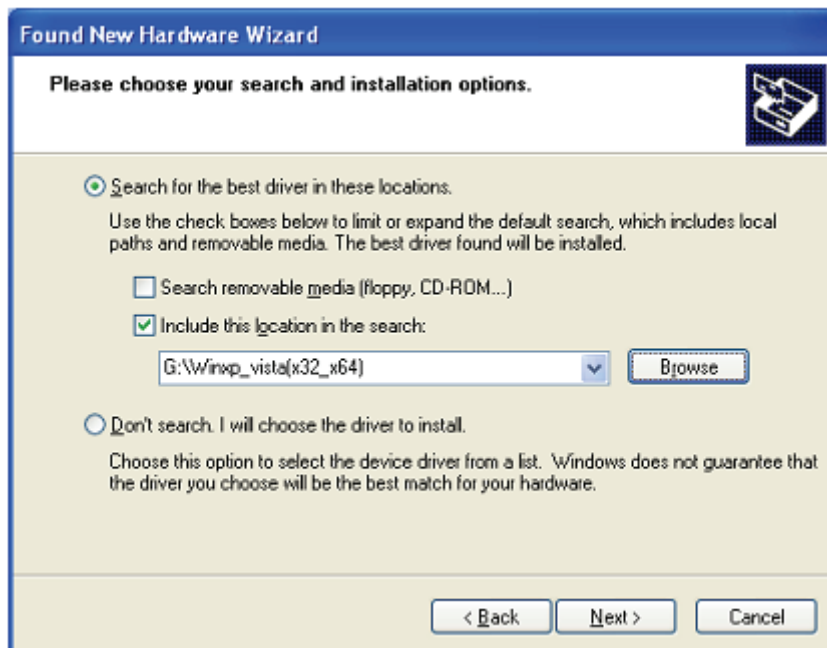 Found New Hardware Wizard
Please choose your search and installation options.
Search for the best driver in these locations.
Use the check boxes below to limit or expand the default search, which includes local
paths and removable media. The best driver found will be installed.
Search removable media (floppy, CD-ROM...)
Include this location in the search:
G:\Winxp_vista(x32_x64)
Browse
Don't search. I will choose the driver to install.
Choose this option to select the device driver from a list. Windows does not guarantee that
the driver you choose will be the best match for your hardware.
< Back
Next >
Cancel